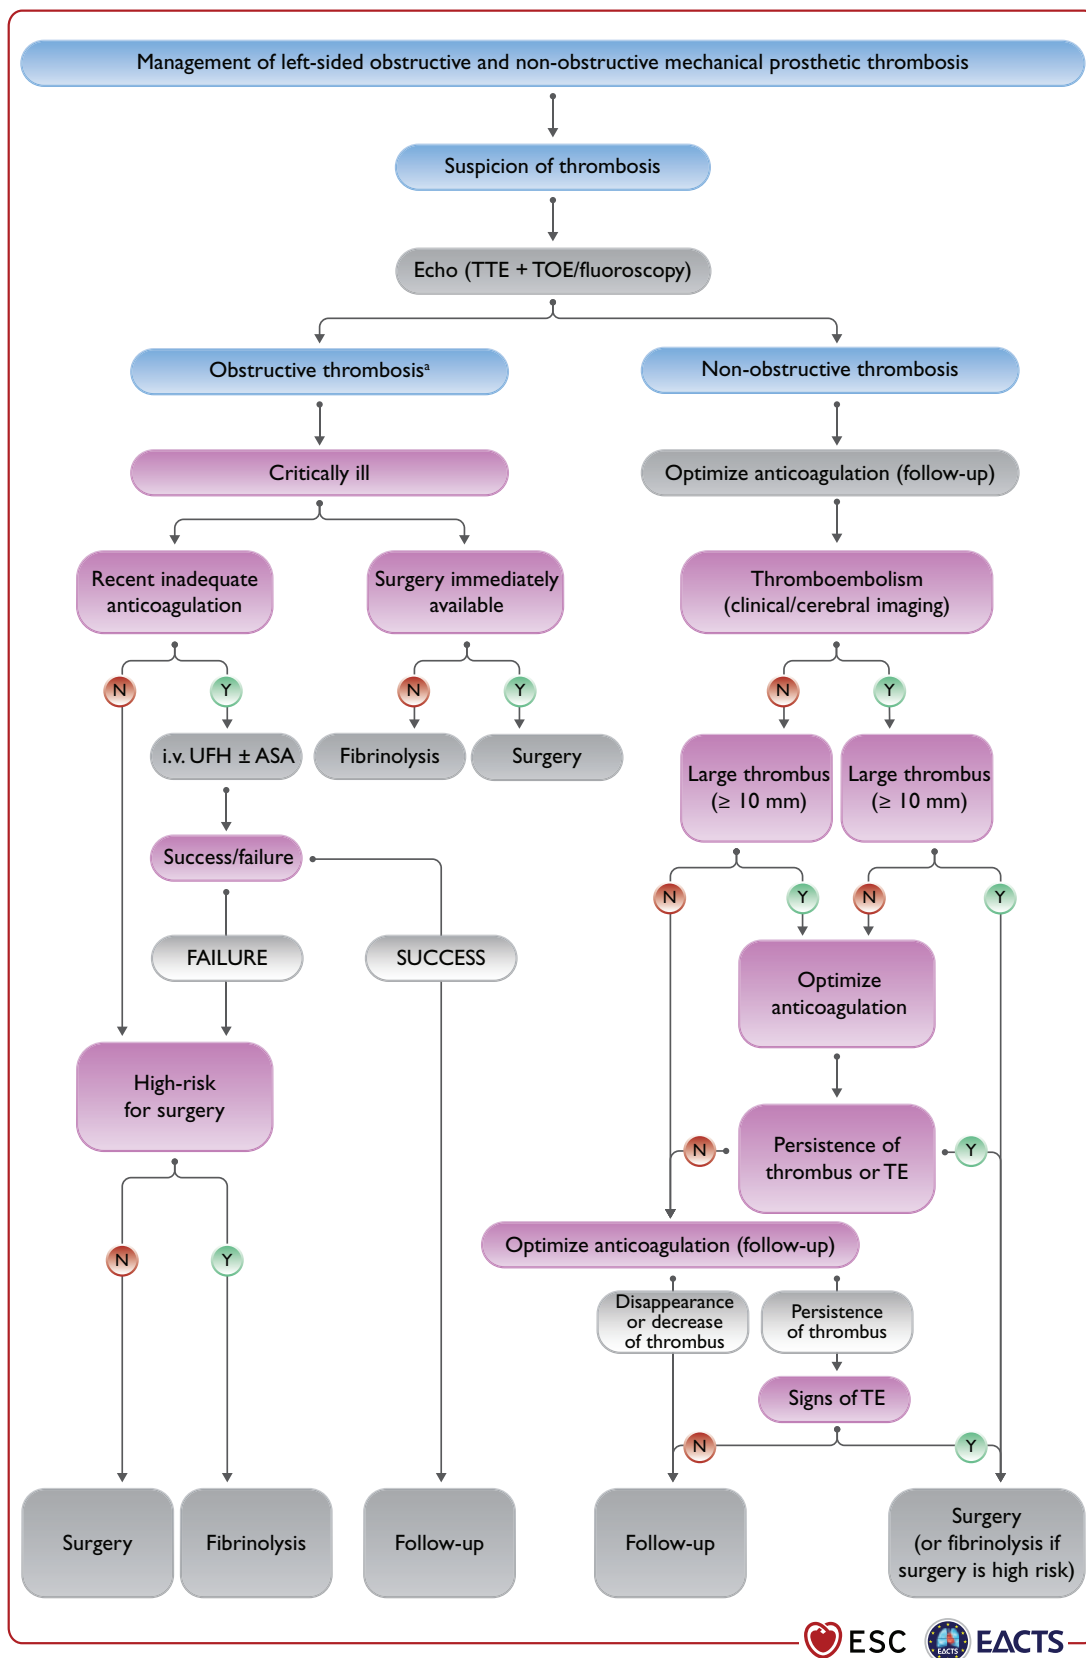 Management of left-sided obstructive and non-obstructive mechanical prosthetic thrombosis
Suspicion of thrombosis
Echo (TTE + TOE/fluoroscopy)
Obstructive thrombosisᵃ
Non-obstructive thrombosis
Critically ill
Optimize anticoagulation (follow-up)
Recent inadequate
anticoagulation
Surgery immediately
available
Thromboembolism
(clinical/cerebral imaging)
N
Y
N
Y
N
Y
i.v. UFH ± ASA
Fibrinolysis
Surgery
Large thrombus
(≥ 10 mm)
Large thrombus
(≥ 10 mm)
Success/failure
N
Y
N
Y
FAILURE
SUCCESS
Optimize
anticoagulation
High-risk
for surgery
N
Persistence of
thrombus or TE
Y
Optimize anticoagulation (follow-up)
N
Y
Disappearance
or decrease
of thrombus
Persistence
of thrombus
Signs of TE
N
Y
Surgery
Fibrinolysis
Follow-up
Follow-up
Surgery
(or fibrinolysis if
surgery is high risk)
ESC
EACTS
EACTS